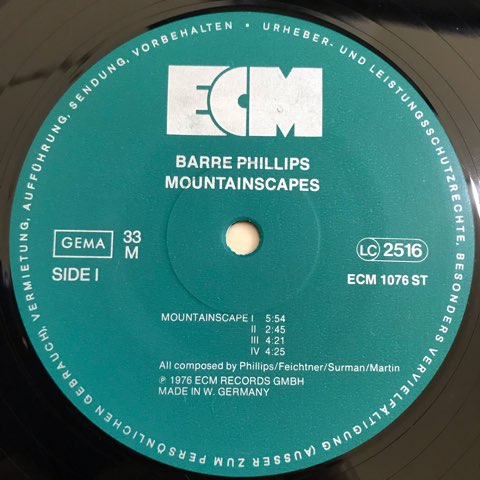 URHEBER- UND LEISTUNGSSCHUTZRECHTE, BESONDERS VERVIELFÄLTIGUNG (AUSSER ZUM PERSÖNLICHEN GEBRAUCH), VERMIETUNG, AUFFÜHRUNG, SENDUNG, VORBEHALTEN •
ECM
BARRE PHILLIPS
MOUNTAINSCAPES
GEMA 33 M
LC 2516
SIDE I
ECM 1076 ST
MOUNTAINSCAPE I 5:54
II 2:45
III 4:21
IV 4:25
All composed by Phillips/Feichtner/Surman/Martin
℗ 1976 ECM RECORDS GMBH
MADE IN W. GERMANY